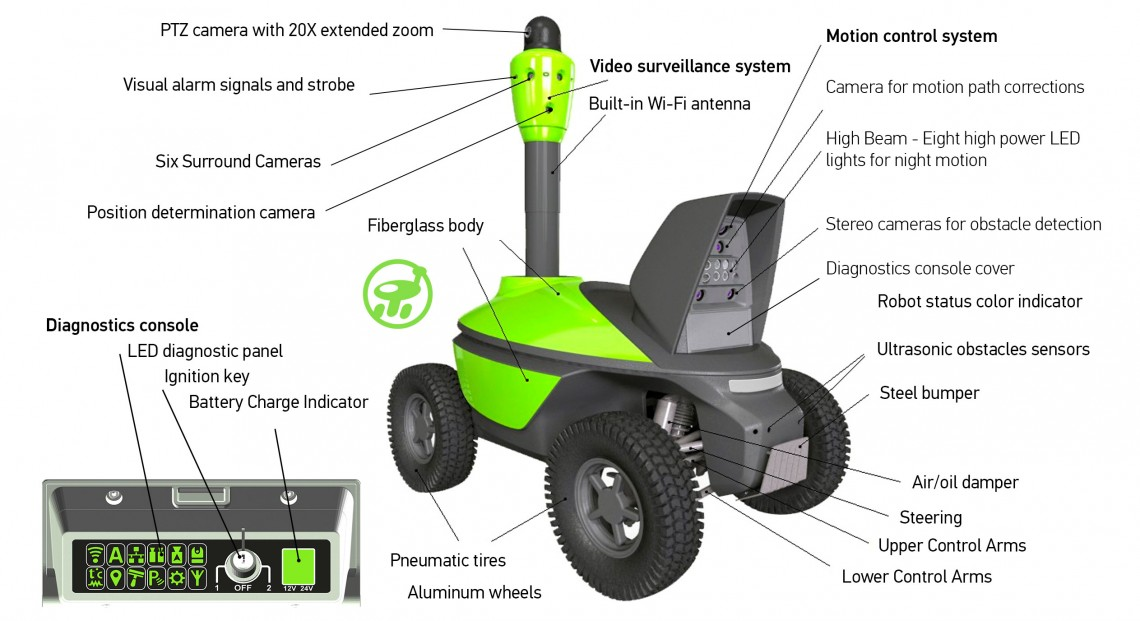 PTZ camera with 20X extended zoom
Visual alarm signals and strobe
Six Surround Cameras
Position determination camera
Video surveillance system
Built-in Wi-Fi antenna
Fiberglass body
Motion control system
Camera for motion path corrections
High Beam - Eight high power LED
lights for night motion
Stereo cameras for obstacle detection
Diagnostics console cover
Robot status color indicator
Ultrasonic obstacles sensors
Steel bumper
Air/oil damper
Steering
Upper Control Arms
Lower Control Arms
Pneumatic tires
Aluminum wheels
Diagnostics console
LED diagnostic panel
Ignition key
Battery Charge Indicator
A
t°c
P
1 OFF 2
12V 24V